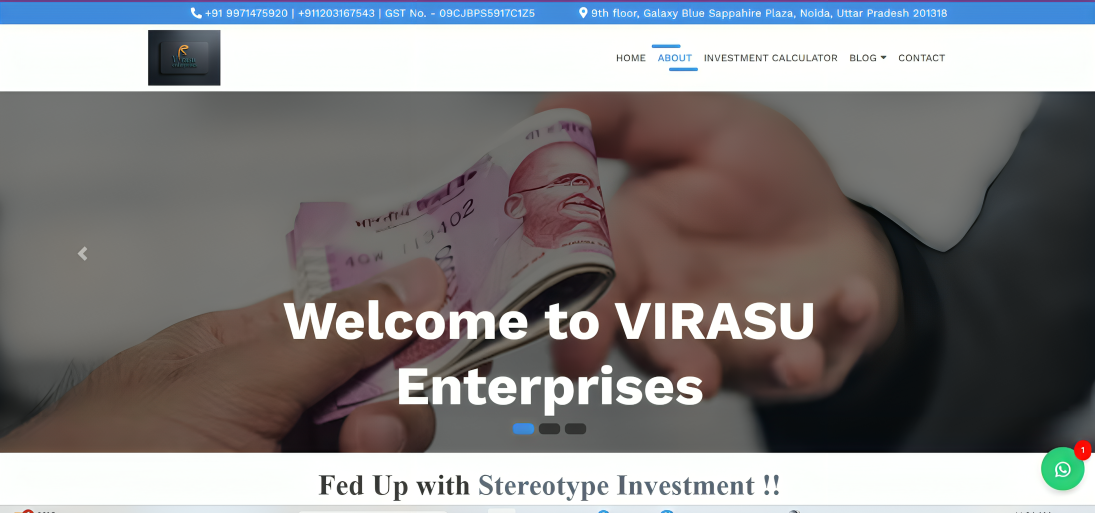 +91 9971475920 | +911203167543 | GST No. - 09CJBPS5917C1Z5
9th floor, Galaxy Blue Sappahire Plaza, Noida, Uttar Pradesh 201318
HOME ABOUT INVESTMENT CALCULATOR BLOG CONTACT
Welcome to VIRASU
Enterprises
1
Fed Up with Stereotype Investment !!